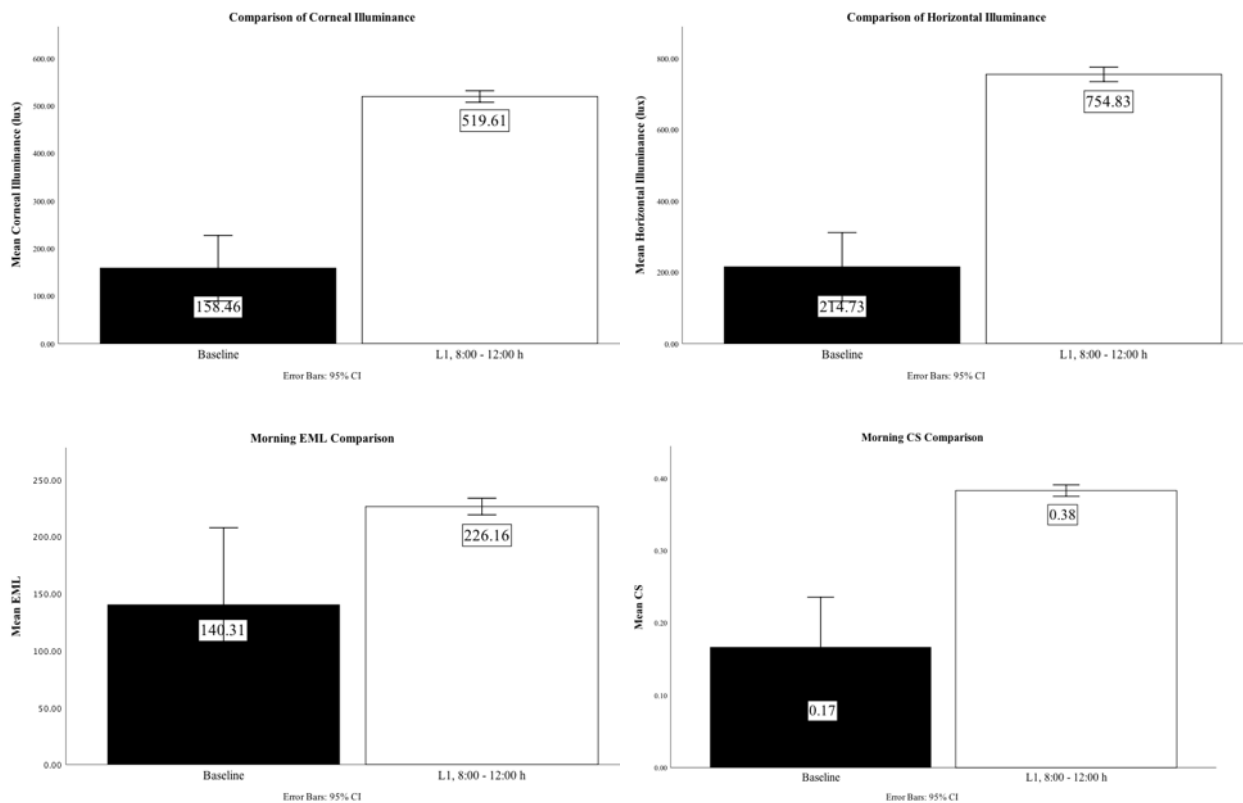 Comparison of Corneal Illuminance
Mean Corneal Illuminance (lux)
600.00
500.00
400.00
300.00
200.00
100.00
0.00
158.46
519.61
Baseline
L1, 8:00 - 12:00 h
Error Bars: 95% CI
Comparison of Horizontal Illuminance
Mean Horizontal Illuminance (lux)
800.00
600.00
400.00
200.00
0.00
214.73
754.83
Baseline
L1, 8:00 - 12:00 h
Error Bars: 95% CI
Morning EML Comparison
Mean EML
250.00
200.00
150.00
100.00
50.00
0.00
140.31
226.16
Baseline
L1, 8:00 - 12:00 h
Error Bars: 95% CI
Morning CS Comparison
Mean CS
0.40
0.30
0.20
0.10
0.00
0.17
0.38
Baseline
L1, 8:00 - 12:00 h
Error Bars: 95% CI